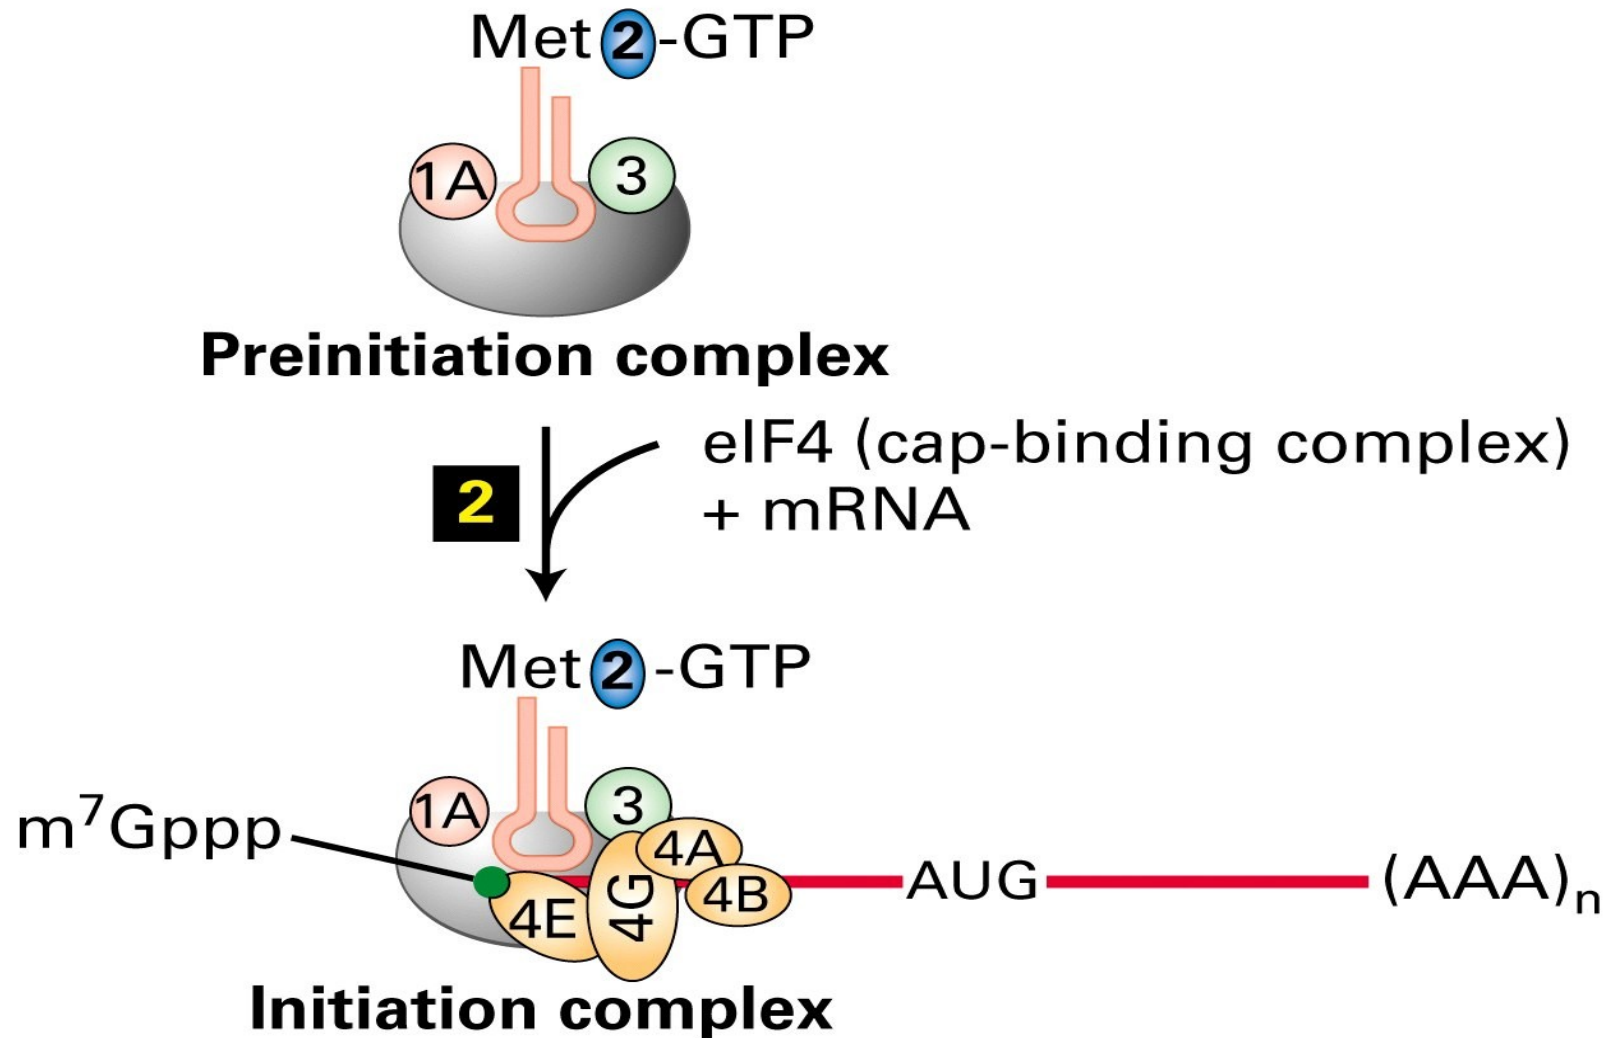 Met 2 -GTP
1A 3
Preinitiation complex
2
eIF4 (cap-binding complex)
+ mRNA
Met 2 -GTP
1A 3
m⁷Gppp
4A
4E 4G 4B
AUG
(AAA)ₙ
Initiation complex